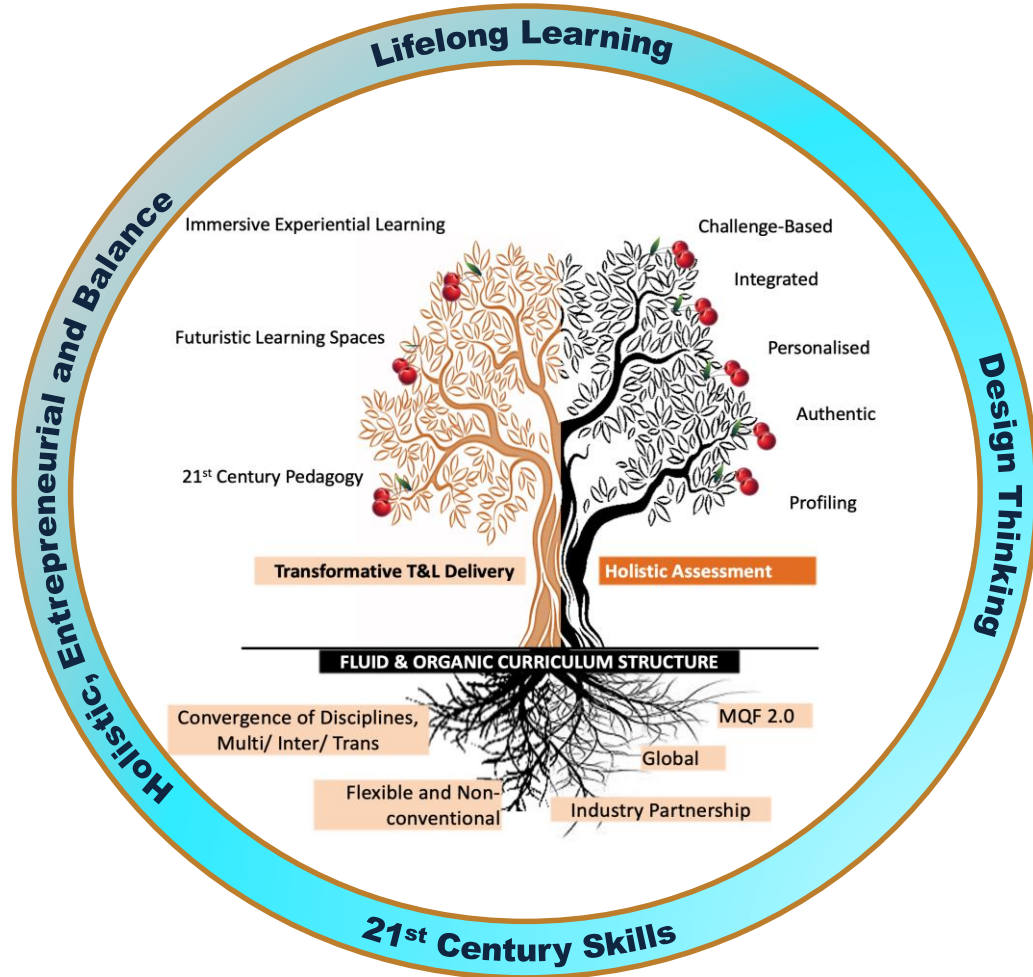 Lifelong Learning
Holistic, Entrepreneurial and Balance
Design Thinking
Immersive Experiential Learning
Futuristic Learning Spaces
21st Century Pedagogy
Challenge-Based
Integrated
Personalised
Authentic
Profiling
Transformative T&L Delivery
Holistic Assessment
FLUID & ORGANIC CURRICULUM STRUCTURE
Convergence of Disciplines,
Multi/ Inter/ Trans
MQF 2.0
Global
Flexible and Non-
conventional
Industry Partnership
21st Century Skills